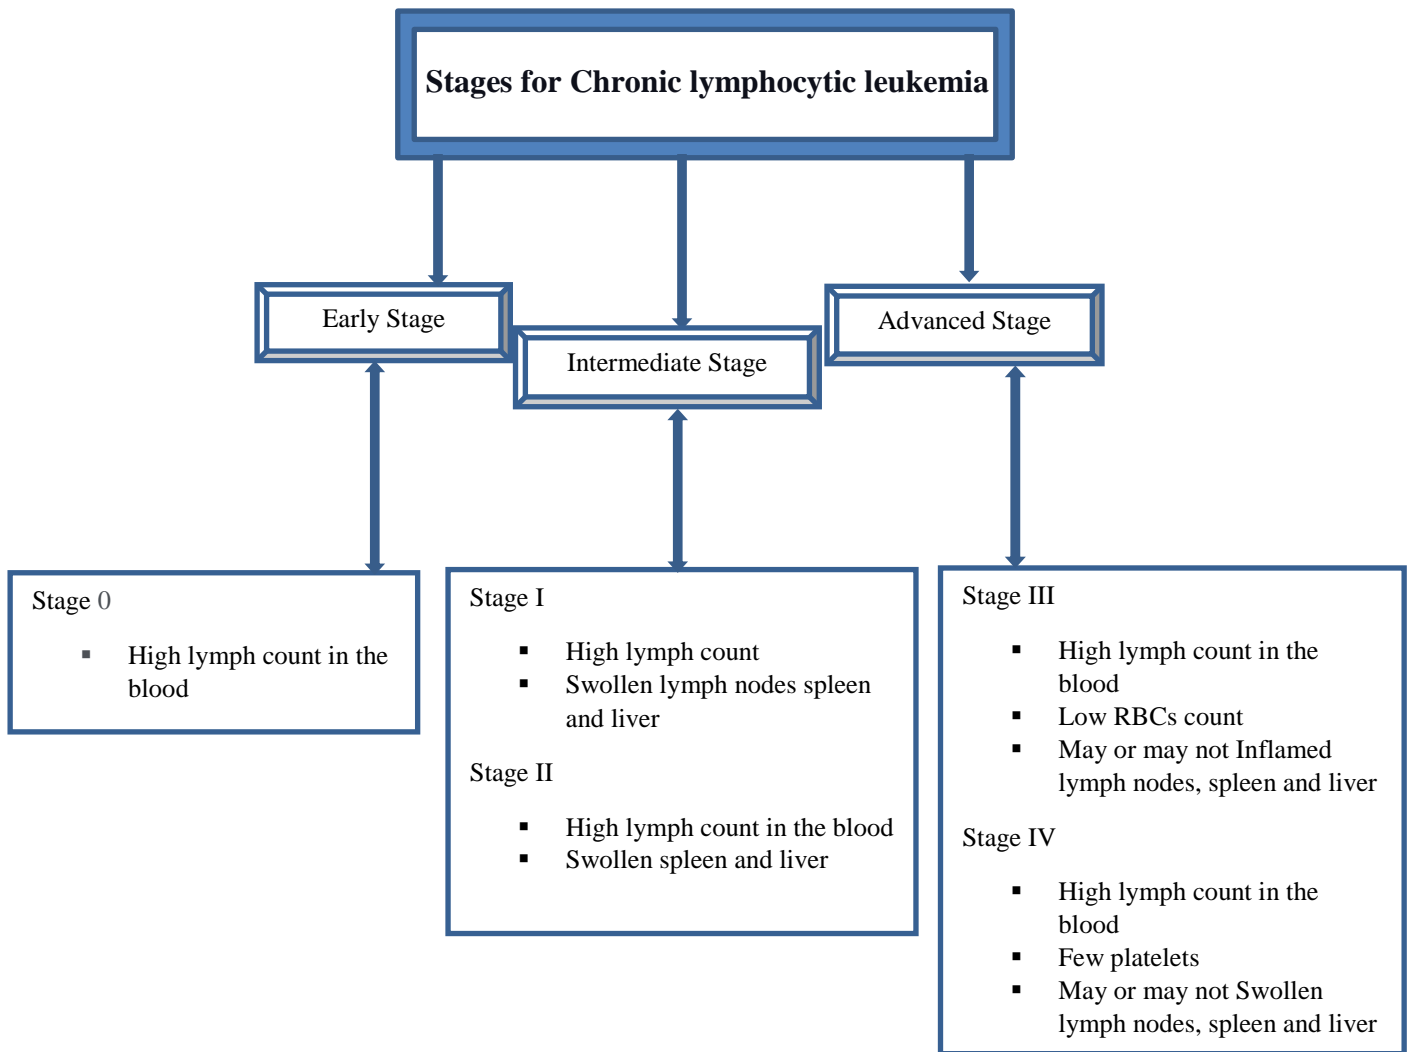 Stages for Chronic lymphocytic leukemia
Early Stage
Intermediate Stage
Advanced Stage
Stage 0
▪ High lymph count in the
blood
Stage I
▪ High lymph count
▪ Swollen lymph nodes spleen
and liver
Stage II
▪ High lymph count in the blood
▪ Swollen spleen and liver
Stage III
▪ High lymph count in the
blood
▪ Low RBCs count
▪ May or may not Inflamed
lymph nodes, spleen and liver
Stage IV
▪ High lymph count in the
blood
▪ Few platelets
▪ May or may not Swollen
lymph nodes, spleen and liver